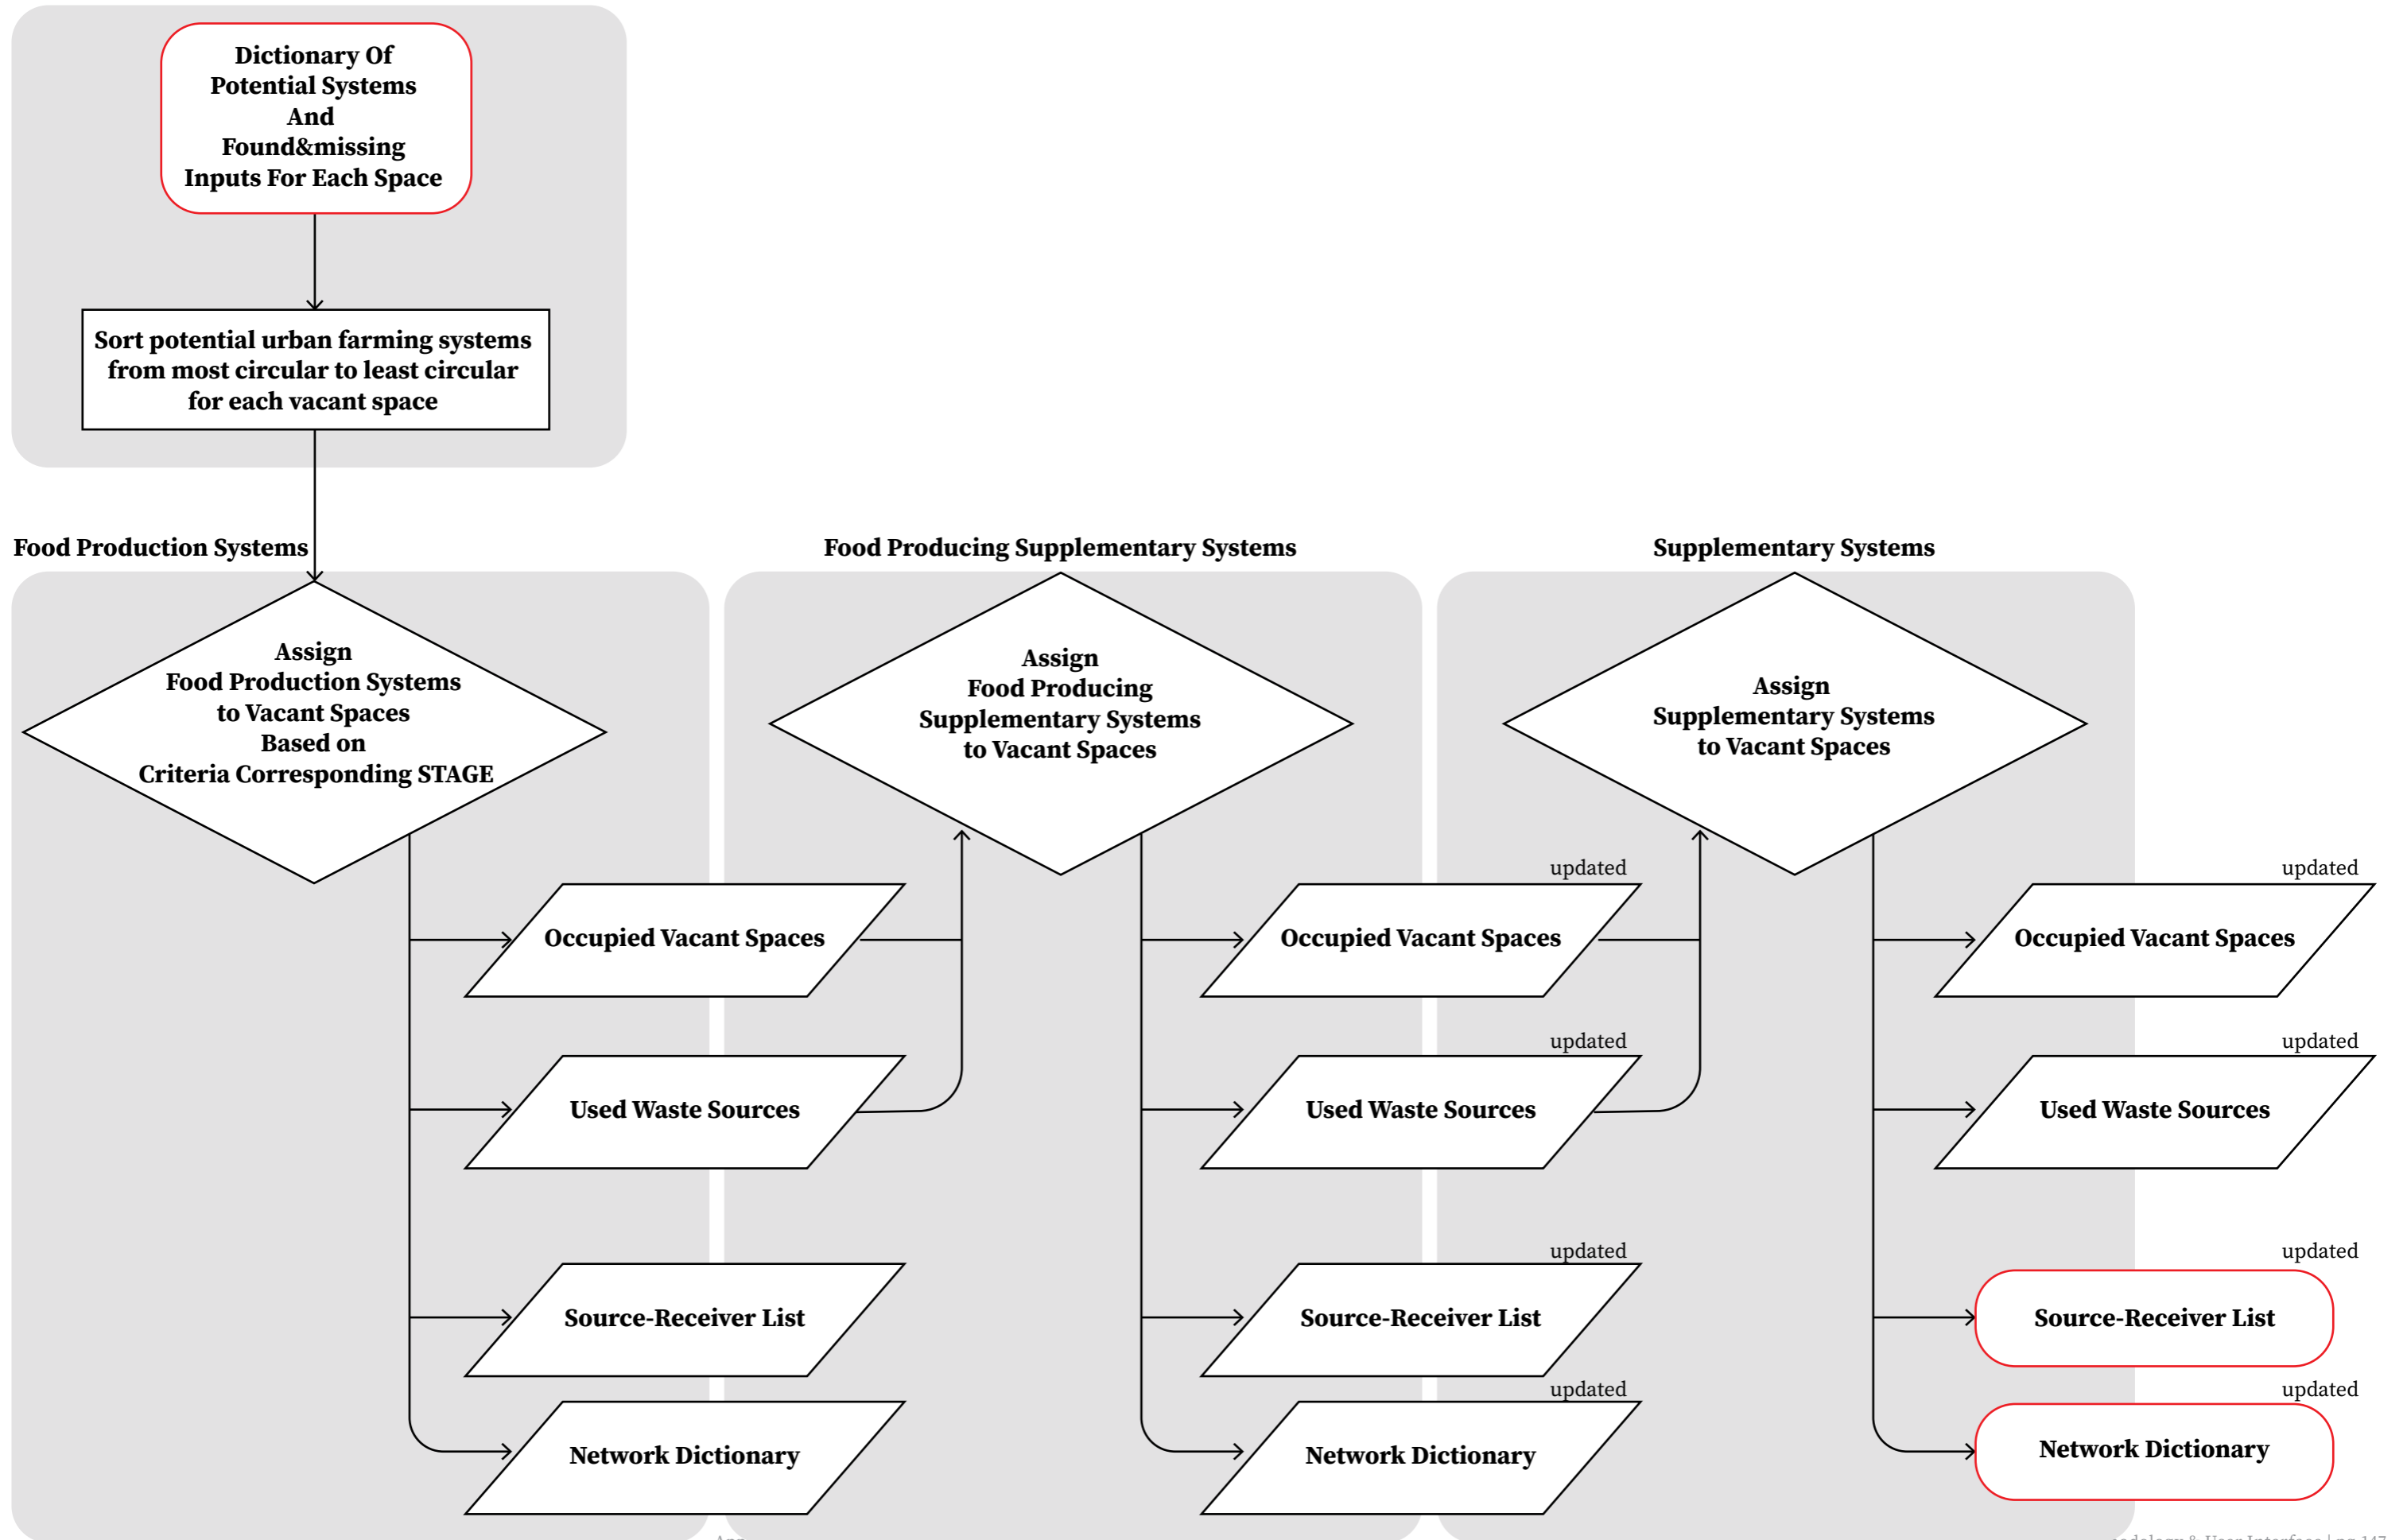 Dictionary Of
Potential Systems
And
Found&missing
Inputs For Each Space
Sort potential urban farming systems
from most circular to least circular
for each vacant space
Food Production Systems
Food Producing Supplementary Systems
Supplementary Systems
Assign
Food Production Systems
to Vacant Spaces
Based on
Criteria Corresponding STAGE
Assign
Food Producing
Supplementary Systems
to Vacant Spaces
Assign
Supplementary Systems
to Vacant Spaces
Occupied Vacant Spaces
updated
Occupied Vacant Spaces
updated
Occupied Vacant Spaces
Used Waste Sources
updated
Used Waste Sources
updated
Used Waste Sources
Source-Receiver List
updated
Source-Receiver List
updated
Source-Receiver List
Network Dictionary
updated
Network Dictionary
updated
Network Dictionary
& User Interface | pg 147